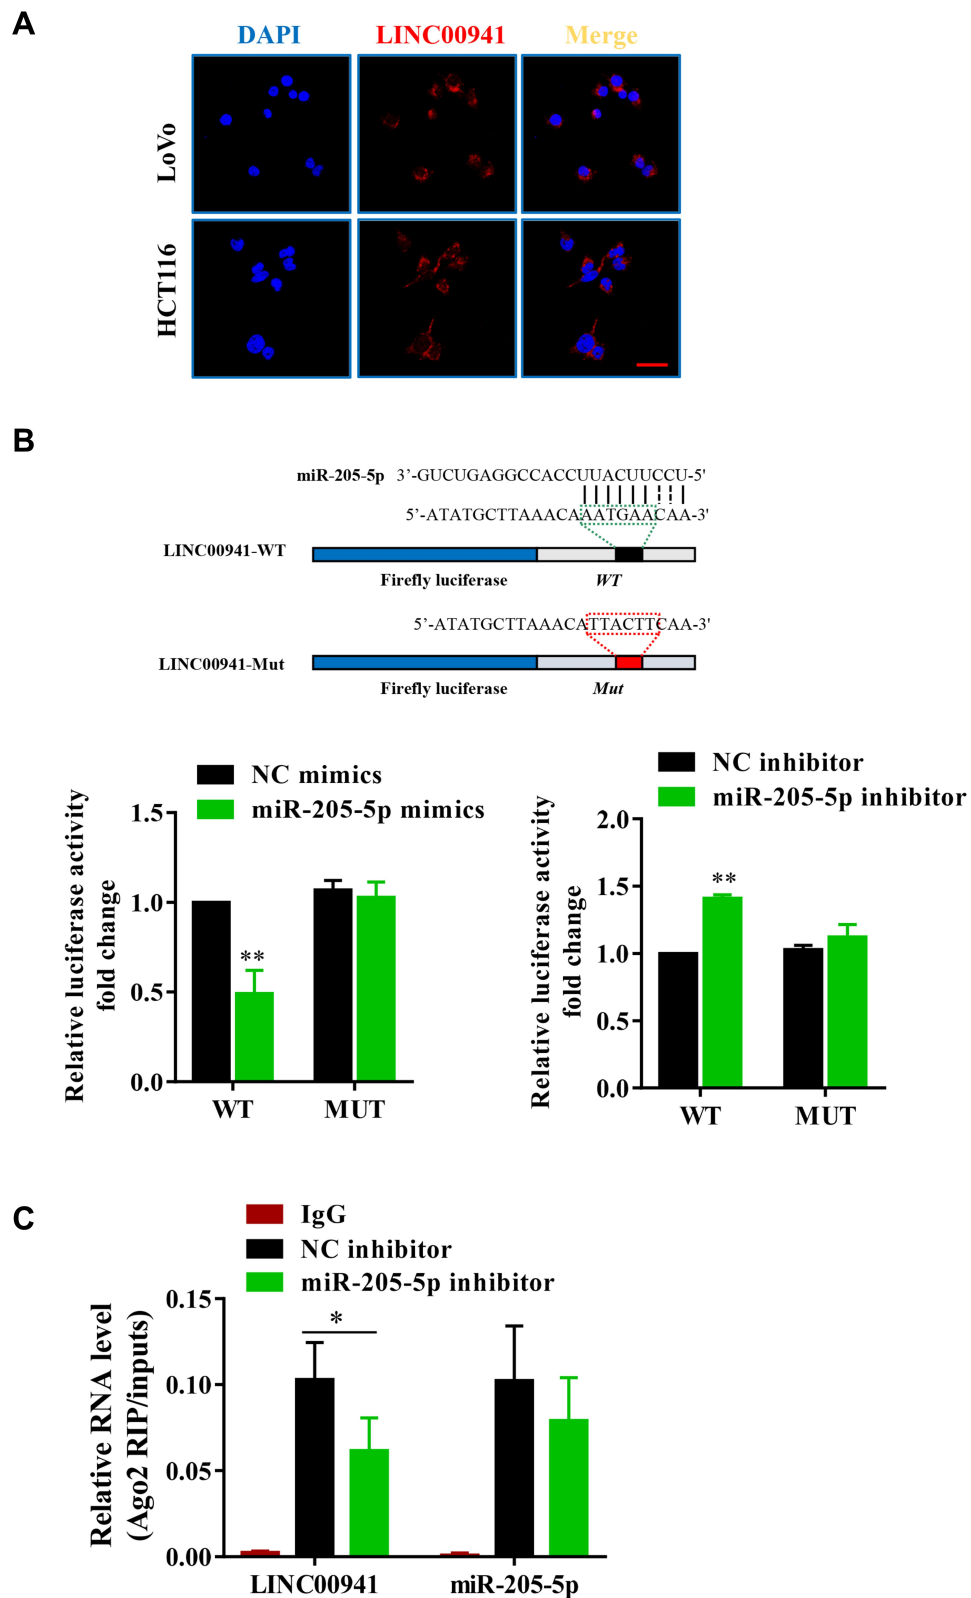 A
DAPI LINC00941 Merge
LoVo
HCT116
B
miR-205-5p 3’-GUCUGAGGCCACCUUACUUCCU-5'
5’-ATATGCTTAAACAAATGAACAA-3'
LINC00941-WT
Firefly luciferase WT
5’-ATATGCTTAAACATTACTTCAA-3'
LINC00941-Mut
Firefly luciferase Mut
NC mimics
miR-205-5p mimics
Relative luciferase activity
fold change
1.5
1.0
0.5
0.0
**
WT MUT
NC inhibitor
miR-205-5p inhibitor
Relative luciferase activity
fold change
2.0
1.5
1.0
0.5
0.0
**
WT MUT
C
IgG
NC inhibitor
miR-205-5p inhibitor
Relative RNA level
(Ago2 RIP/inputs)
0.15
0.10
0.05
0.00
*
LINC00941 miR-205-5p